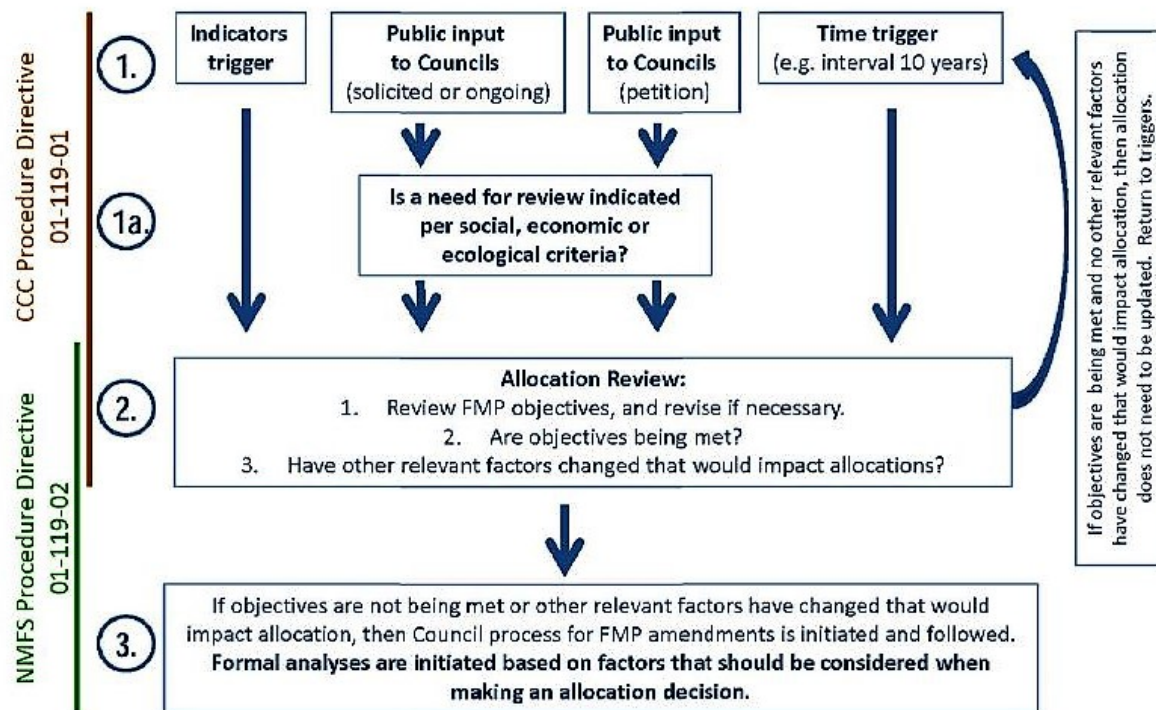 CCC Procedure Directive
01-119-01
NMFS Procedure Directive
01-119-02
1.
Indicators
trigger
Public input
to Councils
(solicited or ongoing)
Public input
to Councils
(petition)
Time trigger
(e.g. interval 10 years)
1a.
Is a need for review indicated
per social, economic or
ecological criteria?
2.
Allocation Review:
1. Review FMP objectives, and revise if necessary.
2. Are objectives being met?
3. Have other relevant factors changed that would impact allocations?
3.
If objectives are not being met or other relevant factors have changed that would
impact allocation, then Council process for FMP amendments is initiated and followed.
Formal analyses are initiated based on factors that should be considered when
making an allocation decision.
If objectives are being met and no other relevant factors
have changed that would impact allocation, then allocation
does not need to be updated. Return to triggers.